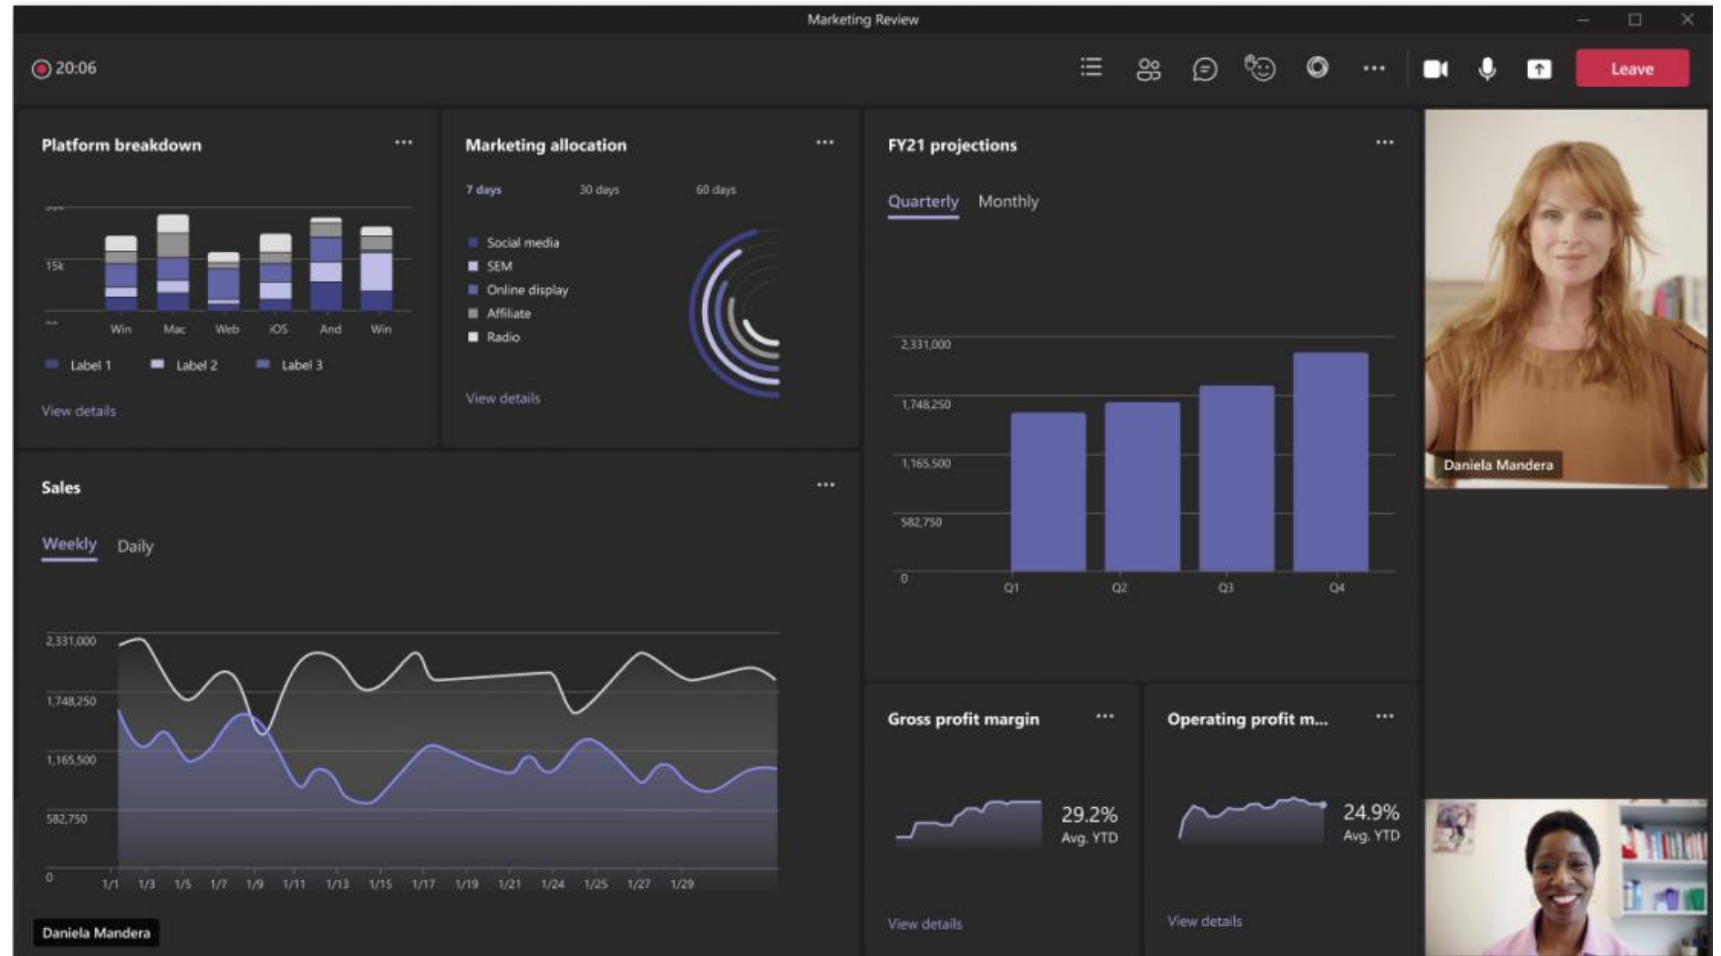 Marketing Review
20:06
Leave
Platform breakdown
15k
Win Mac Web iOS And Win
Label 1 Label 2 Label 3
View details
Marketing allocation
7 days 30 days 60 days
Social media
SEM
Online display
Affiliate
Radio
View details
FY21 projections
Quarterly Monthly
2,331,000
1,748,250
1,165,500
582,750
0
Q1 Q2 Q3 Q4
Daniela Mandera
Sales
Weekly Daily
2,331,000
1,748,250
1,165,500
582,750
0
1/1 1/3 1/5 1/7 1/9 1/11 1/13 1/15 1/17 1/19 1/21 1/24 1/25 1/27 1/29
Daniela Mandera
Gross profit margin
29.2%
Avg. YTD
View details
Operating profit m...
24.9%
Avg. YTD
View details